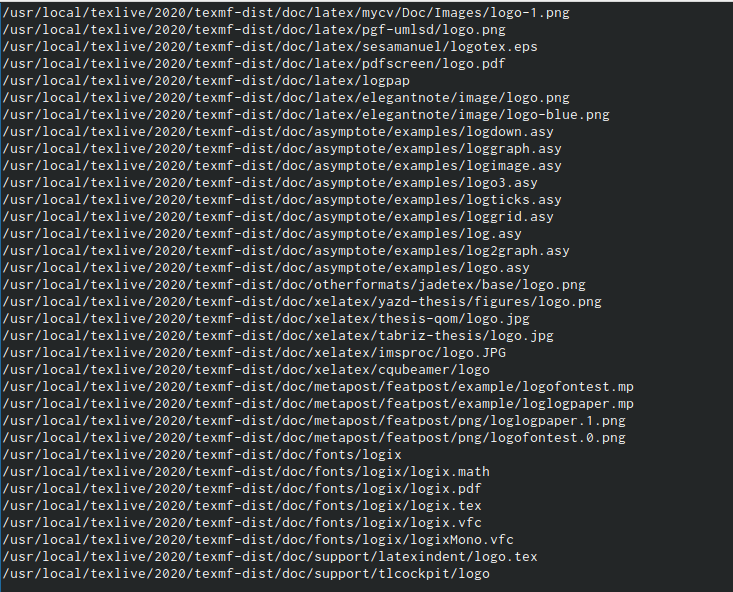 /usr/local/texlive/2020/texmf-dist/doc/latex/mycv/Doc/Images/logo-1.png
/usr/local/texlive/2020/texmf-dist/doc/latex/pgf-umlsd/logo.png
/usr/local/texlive/2020/texmf-dist/doc/latex/sesamanuel/logotex.eps
/usr/local/texlive/2020/texmf-dist/doc/latex/pdfscreen/logo.pdf
/usr/local/texlive/2020/texmf-dist/doc/latex/logpap
/usr/local/texlive/2020/texmf-dist/doc/latex/elegantnote/image/logo.png
/usr/local/texlive/2020/texmf-dist/doc/latex/elegantnote/image/logo-blue.png
/usr/local/texlive/2020/texmf-dist/doc/asymptote/examples/logdown.asy
/usr/local/texlive/2020/texmf-dist/doc/asymptote/examples/loggraph.asy
/usr/local/texlive/2020/texmf-dist/doc/asymptote/examples/logimage.asy
/usr/local/texlive/2020/texmf-dist/doc/asymptote/examples/logo3.asy
/usr/local/texlive/2020/texmf-dist/doc/asymptote/examples/logticks.asy
/usr/local/texlive/2020/texmf-dist/doc/asymptote/examples/loggrid.asy
/usr/local/texlive/2020/texmf-dist/doc/asymptote/examples/log.asy
/usr/local/texlive/2020/texmf-dist/doc/asymptote/examples/log2graph.asy
/usr/local/texlive/2020/texmf-dist/doc/asymptote/examples/logo.asy
/usr/local/texlive/2020/texmf-dist/doc/otherformats/jadetex/base/logo.png
/usr/local/texlive/2020/texmf-dist/doc/xelatex/yazd-thesis/figures/logo.png
/usr/local/texlive/2020/texmf-dist/doc/xelatex/thesis-qom/logo.jpg
/usr/local/texlive/2020/texmf-dist/doc/xelatex/tabriz-thesis/logo.jpg
/usr/local/texlive/2020/texmf-dist/doc/xelatex/imsproc/logo.JPG
/usr/local/texlive/2020/texmf-dist/doc/xelatex/cqubeamer/logo
/usr/local/texlive/2020/texmf-dist/doc/metapost/featpost/example/logofontest.mp
/usr/local/texlive/2020/texmf-dist/doc/metapost/featpost/example/loglogpaper.mp
/usr/local/texlive/2020/texmf-dist/doc/metapost/featpost/png/loglogpaper.1.png
/usr/local/texlive/2020/texmf-dist/doc/metapost/featpost/png/logofontest.0.png
/usr/local/texlive/2020/texmf-dist/doc/fonts/logix
/usr/local/texlive/2020/texmf-dist/doc/fonts/logix/logix.math
/usr/local/texlive/2020/texmf-dist/doc/fonts/logix/logix.pdf
/usr/local/texlive/2020/texmf-dist/doc/fonts/logix/logix.tex
/usr/local/texlive/2020/texmf-dist/doc/fonts/logix/logix.vfc
/usr/local/texlive/2020/texmf-dist/doc/fonts/logix/logixMono.vfc
/usr/local/texlive/2020/texmf-dist/doc/support/latexindent/logo.tex
/usr/local/texlive/2020/texmf-dist/doc/support/tlcockpit/logo